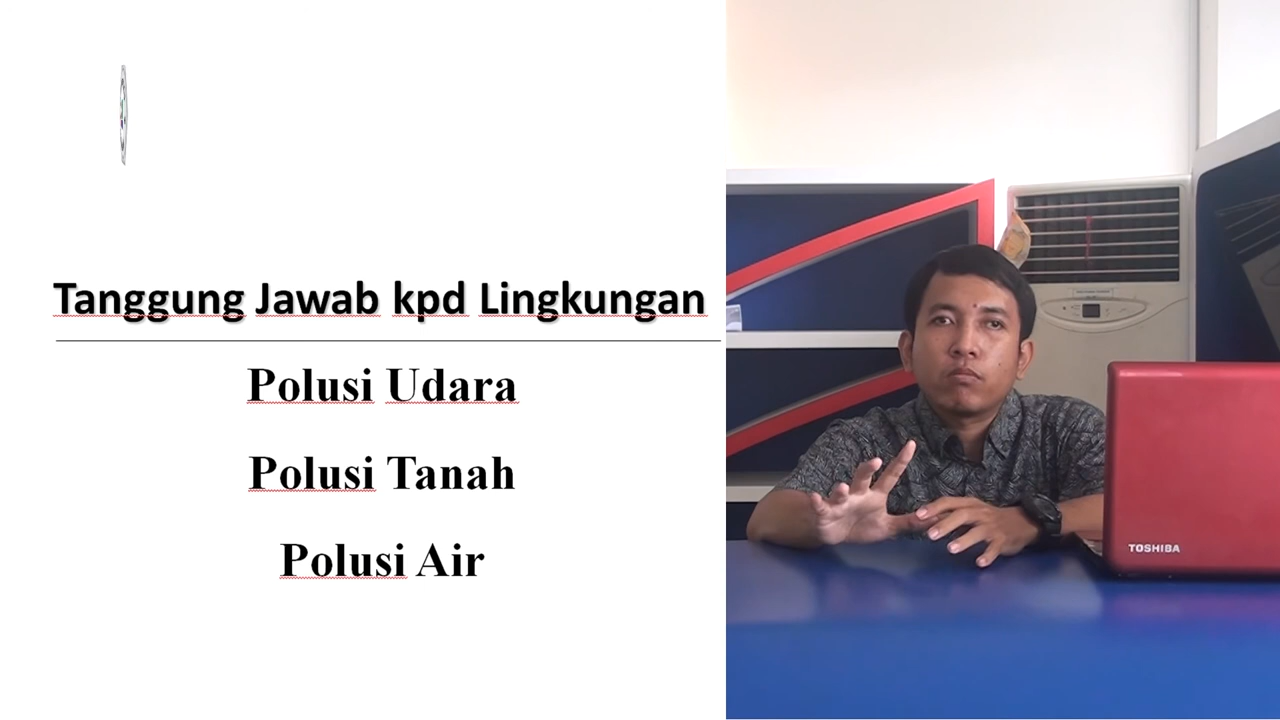 Tanggung Jawab kpd Lingkungan
Polusi Udara
Polusi Tanah
Polusi Air
TOSHIBA